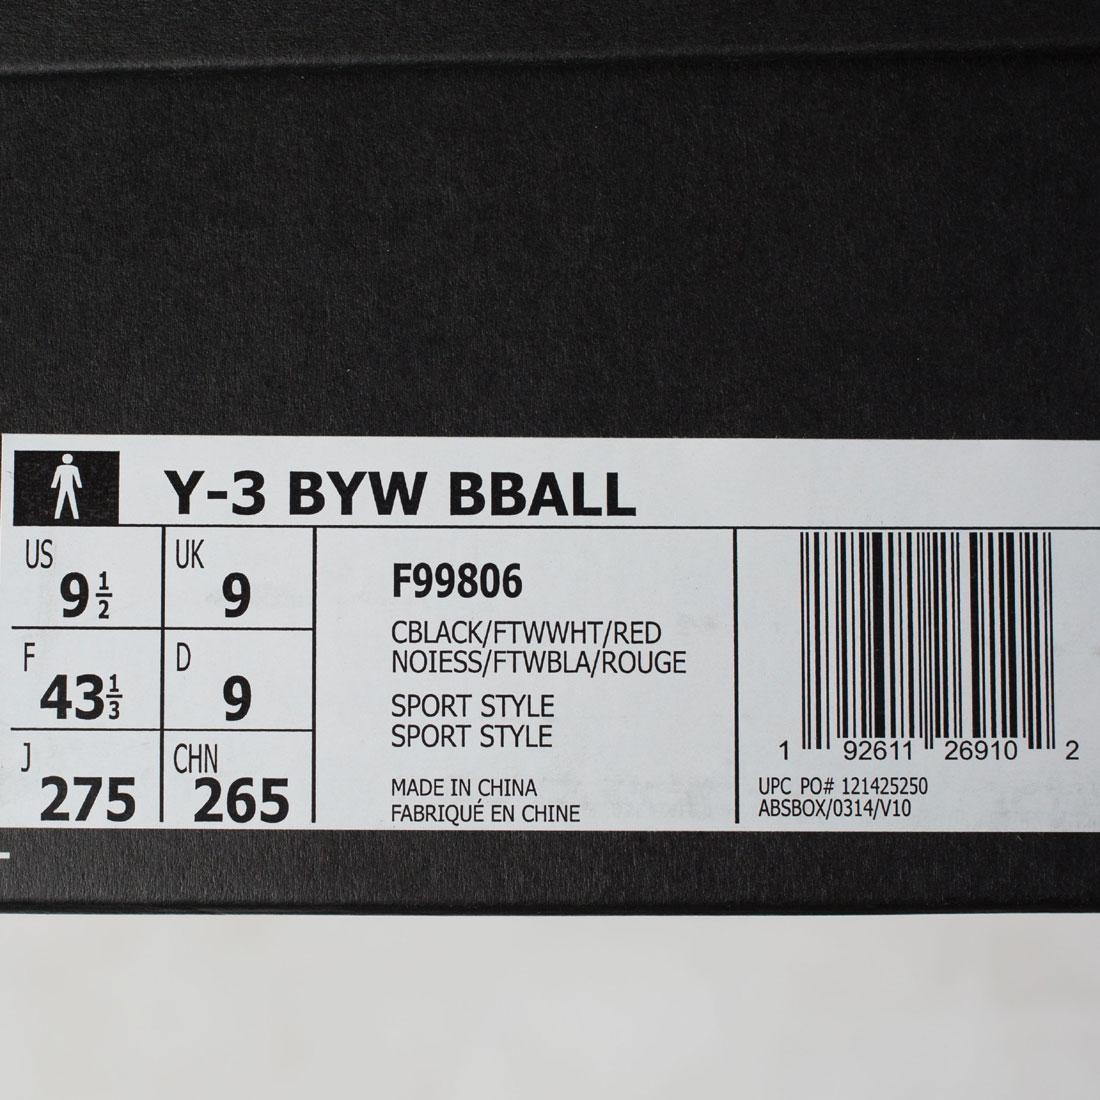 Y-3 BYW BBALL
US 9 1/2
UK 9
F 43 1/3
D 9
J 275
CHN 265
F99806
CBLACK/FTWWHT/RED
NOIESS/FTWBLA/ROUGE
SPORT STYLE
SPORT STYLE
MADE IN CHINA
FABRIQUÉ EN CHINE
1 92611 26910 2
UPC PO# 121425250
ABSBOX/0314/V10